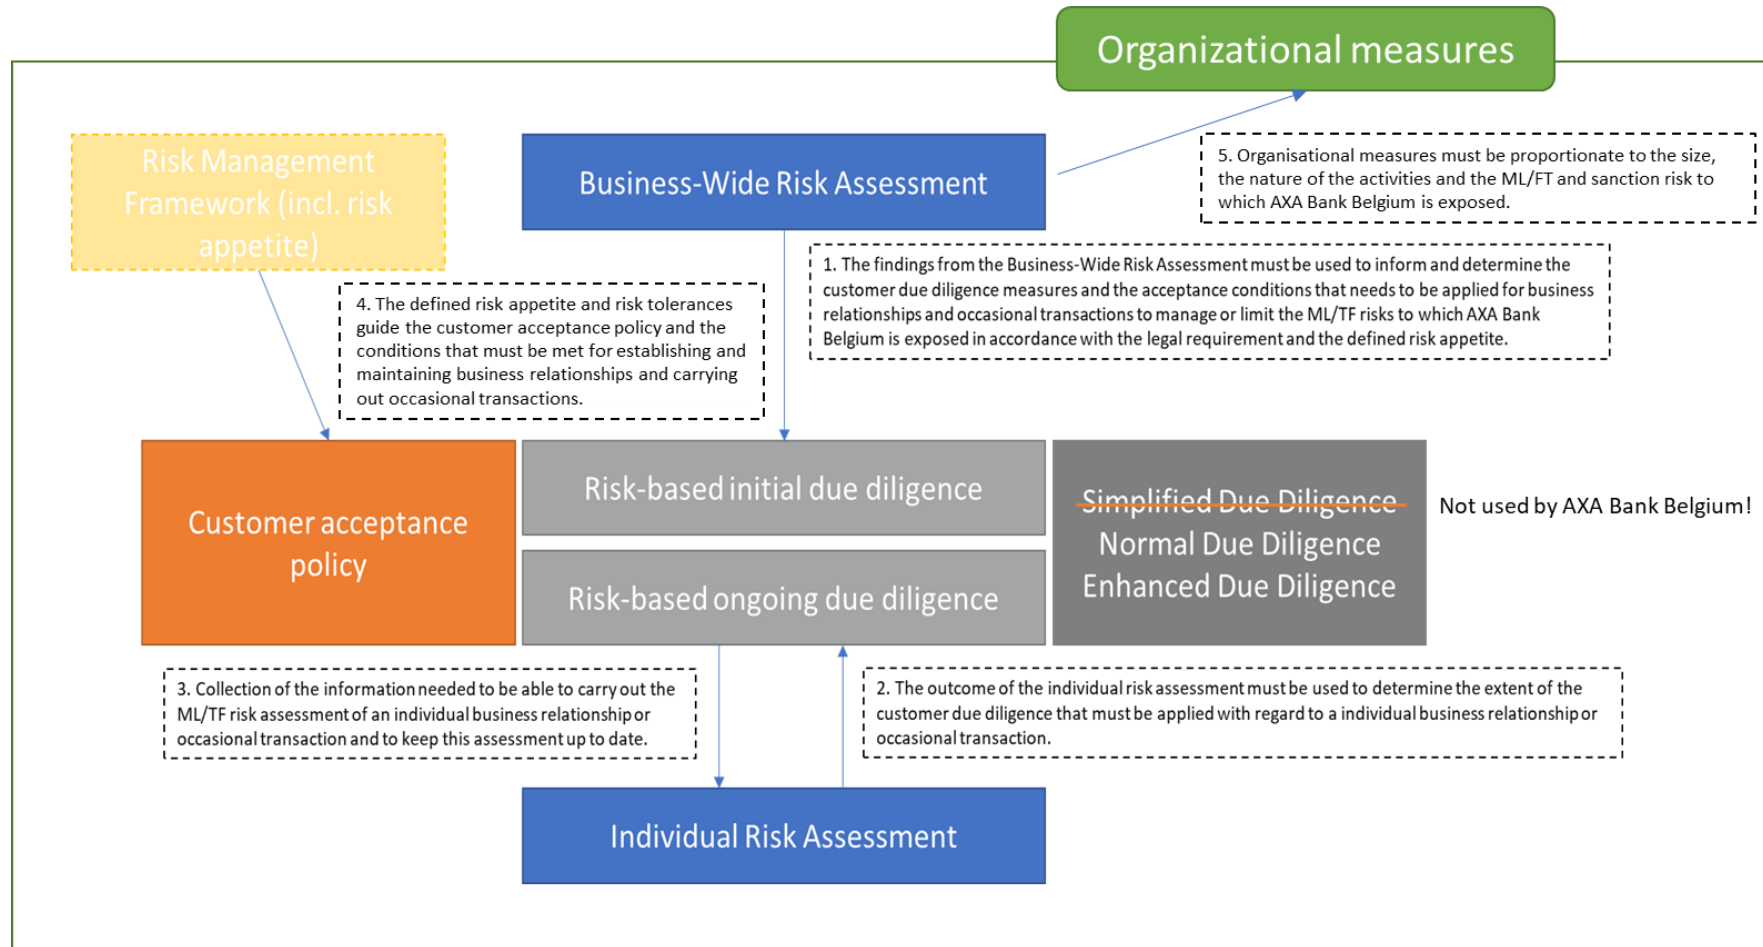 Organizational measures
Risk Management
Framework (incl. risk
appetite)
Business-Wide Risk Assessment
5. Organisational measures must be proportionate to the size,
the nature of the activities and the ML/FT and sanction risk to
which AXA Bank Belgium is exposed.
1. The findings from the Business-Wide Risk Assessment must be used to inform and determine the
customer due diligence measures and the acceptance conditions that needs to be applied for business
relationships and occasional transactions to manage or limit the ML/TF risks to which AXA Bank
Belgium is exposed in accordance with the legal requirement and the defined risk appetite.
4. The defined risk appetite and risk tolerances
guide the customer acceptance policy and the
conditions that must be met for establishing and
maintaining business relationships and carrying
out occasional transactions.
Customer acceptance
policy
Risk-based initial due diligence
Risk-based ongoing due diligence
Simplified Due Diligence
Normal Due Diligence
Enhanced Due Diligence
Not used by AXA Bank Belgium!
3. Collection of the information needed to be able to carry out the
ML/TF risk assessment of an individual business relationship or
occasional transaction and to keep this assessment up to date.
2. The outcome of the individual risk assessment must be used to determine the extent of the
customer due diligence that must be applied with regard to a individual business relationship or
occasional transaction.
Individual Risk Assessment